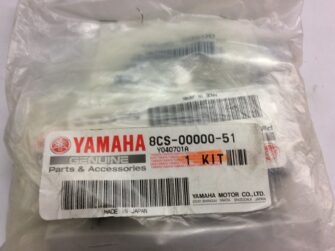 YAMAHA 8CS-00000-51
GENUINE Y040701A
Parts & Accessories 1 KIT
YAMAHA MOTOR CO., LTD.
MADE IN JAPAN